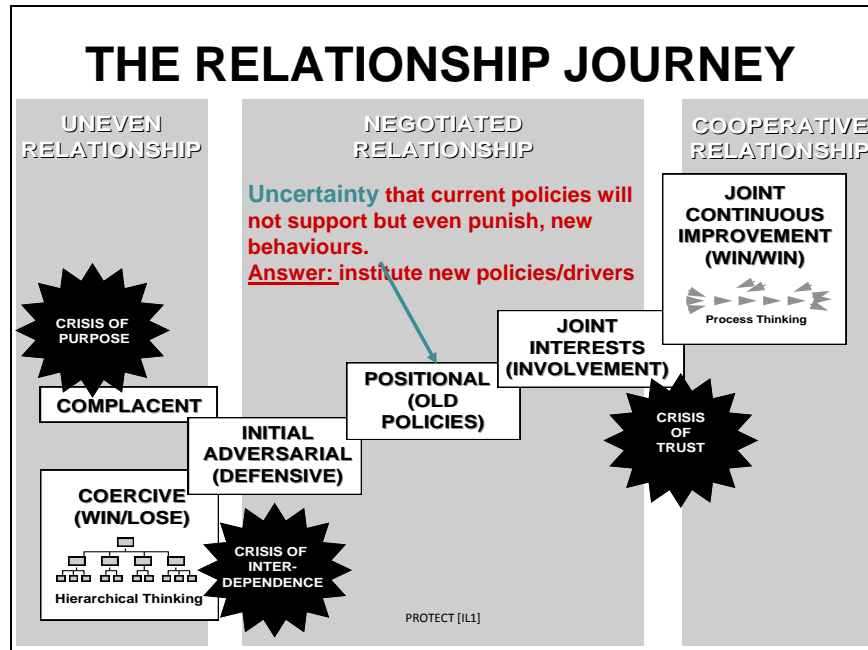 THE RELATIONSHIP JOURNEY
UNEVEN
RELATIONSHIP
CRISIS OF
PURPOSE
COMPLACENT
COERCIVE
(WIN/LOSE)
Hierarchical Thinking
NEGOTIATED
RELATIONSHIP
Uncertainty that current policies will
not support but even punish, new
behaviours.
Answer: institute new policies/drivers
INITIAL
ADVERSARIAL
(DEFENSIVE)
CRISIS OF
INTER-
DEPENDENCE
POSITIONAL
(OLD
POLICIES)
JOINT
INTERESTS
(INVOLVEMENT)
CRISIS
OF
TRUST
COOPERATIVE
RELATIONSHIP
JOINT
CONTINUOUS
IMPROVEMENT
(WIN/WIN)
Process Thinking
PROTECT [IL1]